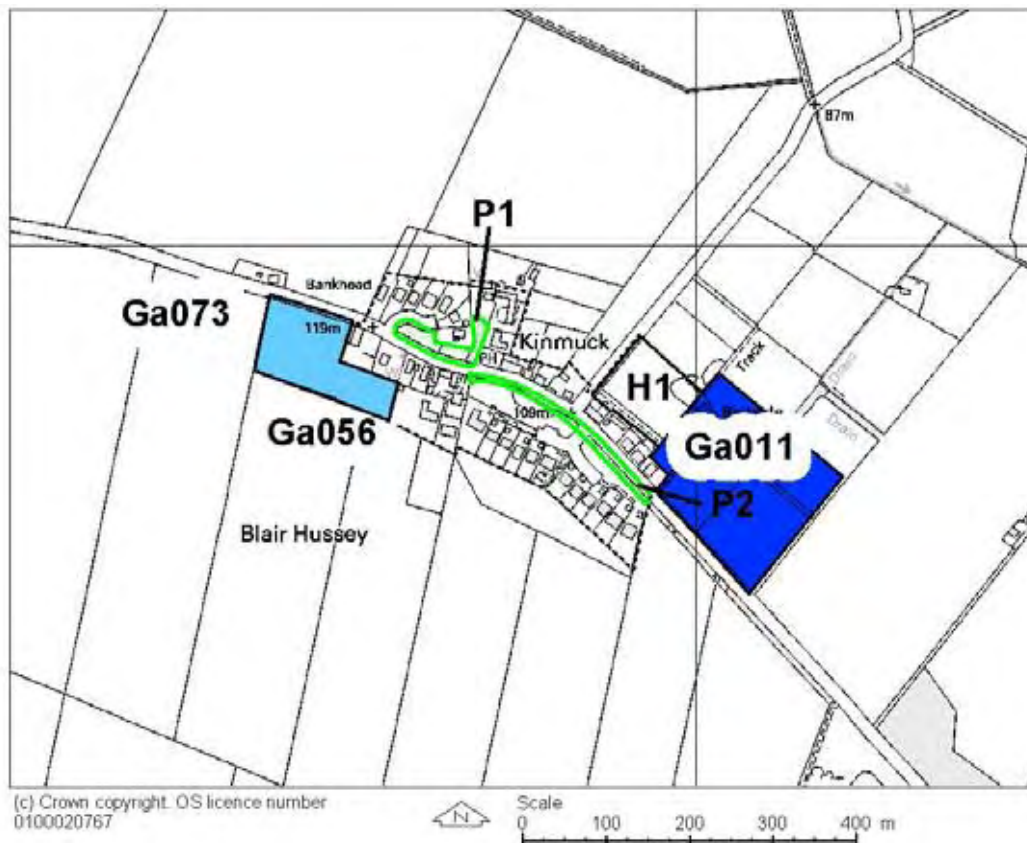 87m
P1
Bankhead
Ga073
119m
Kinmuck
PH
Track
H1
Drain
Ga056
109m
Ga011
Drain
P2
Blair Hussey
(c) Crown copyright. OS licence number
0100020767
N
Scale
0 100 200 300 400 m